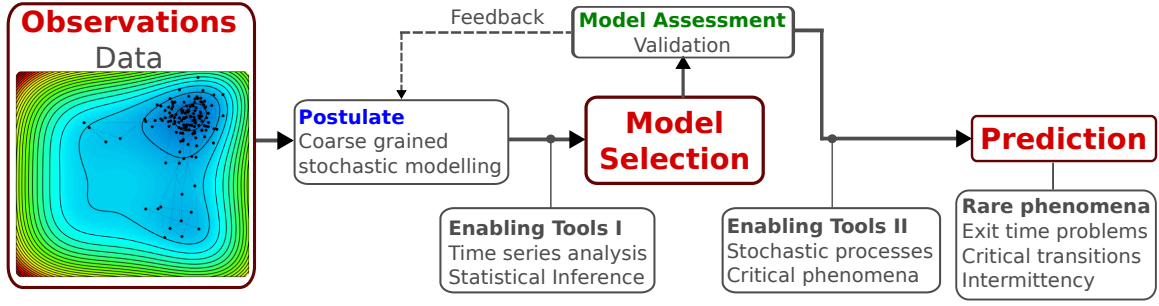 Observations
Data
Feedback
Model Assessment
Validation
Postulate
Coarse grained
stochastic modelling
Model
Selection
Prediction
Enabling Tools I
Time series analysis
Statistical Inference
Enabling Tools II
Stochastic processes
Critical phenomena
Rare phenomena
Exit time problems
Critical transitions
Intermittency